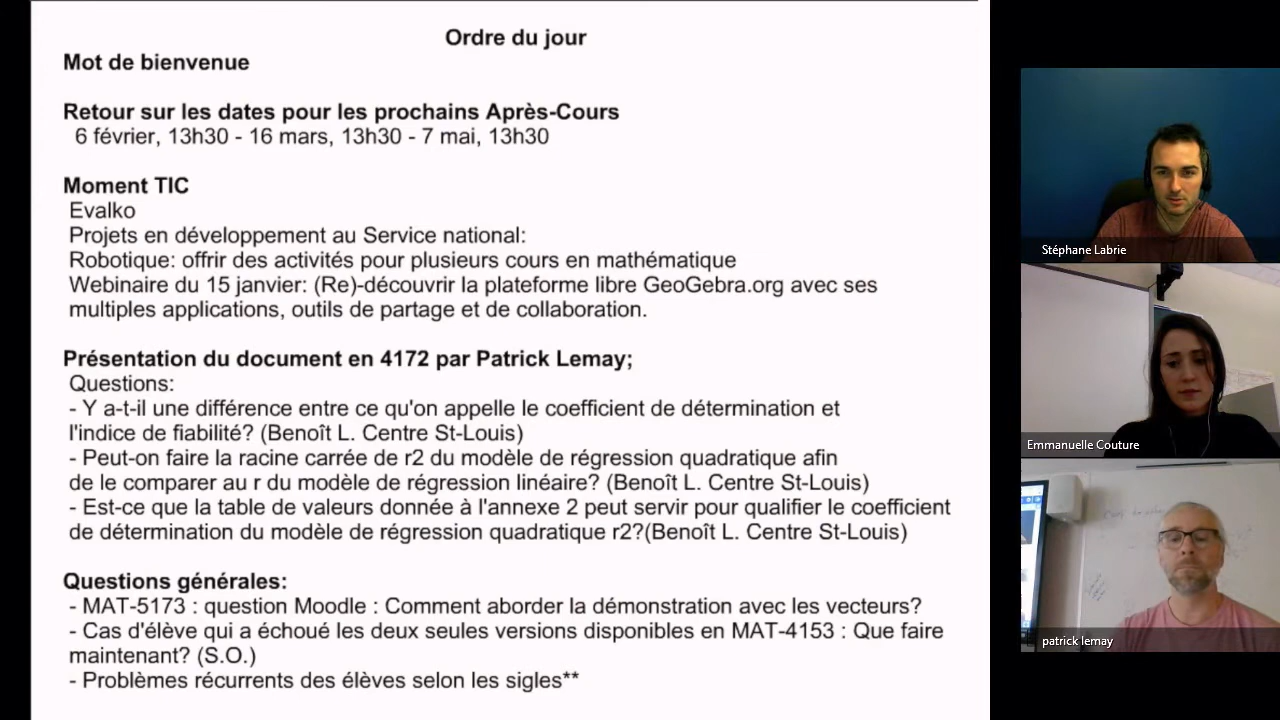 Ordre du jour
Mot de bienvenue
Retour sur les dates pour les prochains Après-Cours
6 février, 13h30 - 16 mars, 13h30 - 7 mai, 13h30
Moment TIC
Evalko
Projets en développement au Service national:
Robotique: offrir des activités pour plusieurs cours en mathématique
Webinaire du 15 janvier: (Re)-découvrir la plateforme libre GeoGebra.org avec ses
multiples applications, outils de partage et de collaboration.
Présentation du document en 4172 par Patrick Lemay;
Questions:
- Y a-t-il une différence entre ce qu'on appelle le coefficient de détermination et
l'indice de fiabilité? (Benoît L. Centre St-Louis)
- Peut-on faire la racine carrée de r2 du modèle de régression quadratique afin
de le comparer au r du modèle de régression linéaire? (Benoît L. Centre St-Louis)
- Est-ce que la table de valeurs donnée à l'annexe 2 peut servir pour qualifier le coefficient
de détermination du modèle de régression quadratique r2?(Benoît L. Centre St-Louis)
Questions générales:
- MAT-5173 : question Moodle : Comment aborder la démonstration avec les vecteurs?
- Cas d'élève qui a échoué les deux seules versions disponibles en MAT-4153 : Que faire
maintenant? (S.O.)
- Problèmes récurrents des élèves selon les sigles**
Stéphane Labrie
Emmanuelle Couture
patrick lemay